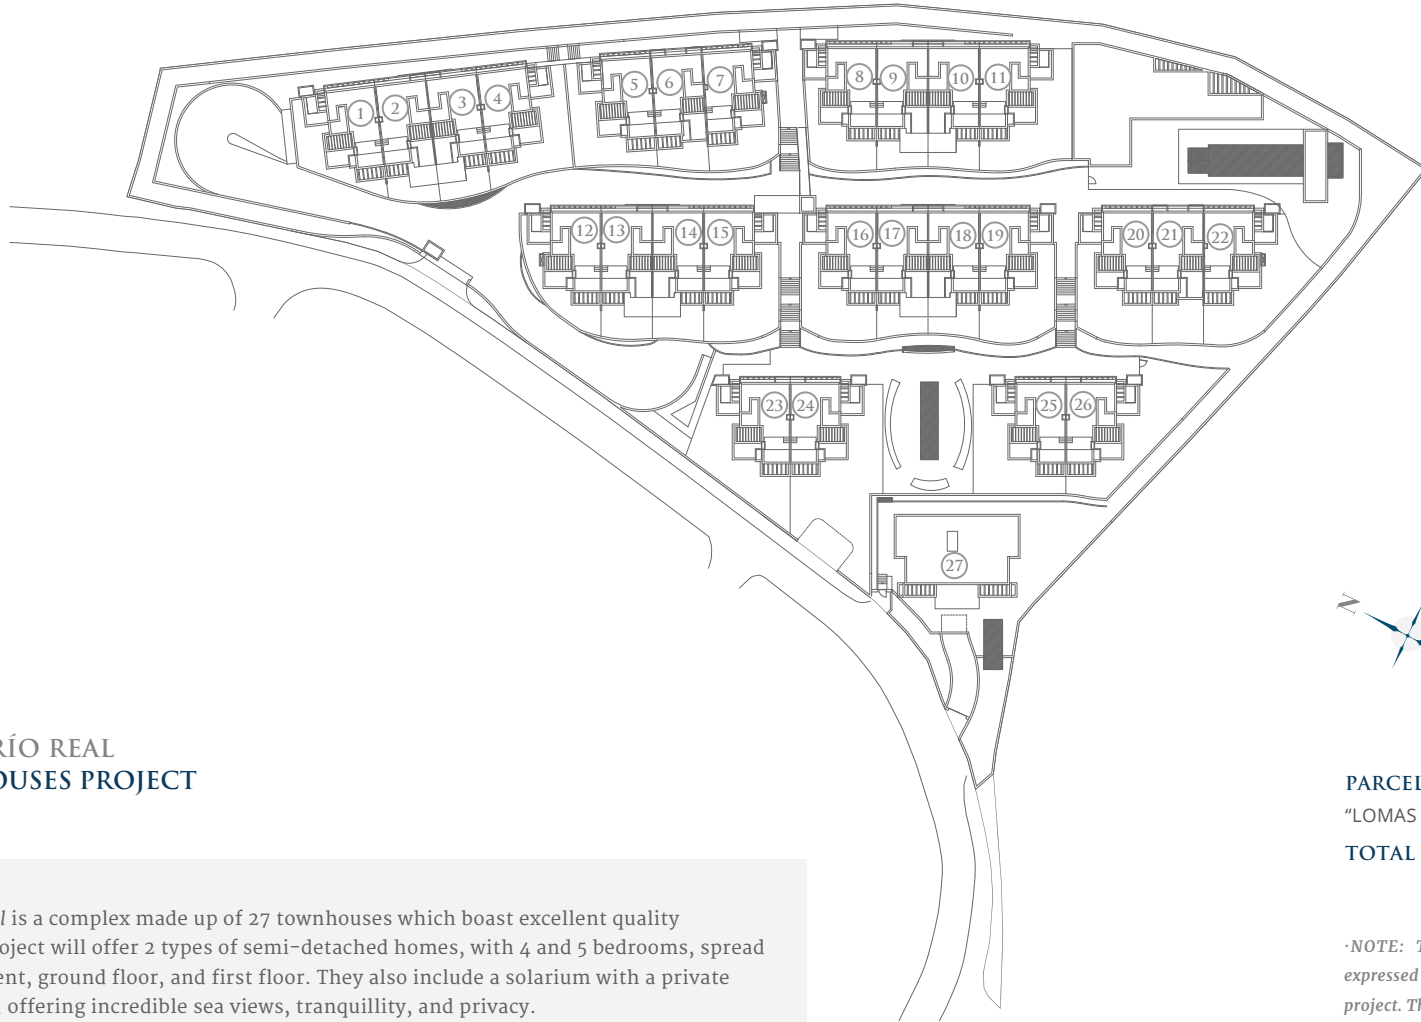 1
2
3
4
5
6
7
8
9
10
11
12
13
14
15
16
17
18
19
20
21
22
23
24
25
26
27
N
RÍO REAL
OUSES PROJECT
l is a complex made up of 27 townhouses which boast excellent quality
oject will offer 2 types of semi-detached homes, with 4 and 5 bedrooms, spread
ent, ground floor, and first floor. They also include a solarium with a private
, offering incredible sea views, tranquillity, and privacy.
PARCEL
“LOMAS
TOTAL
·NOTE: T
expressed
project. Th